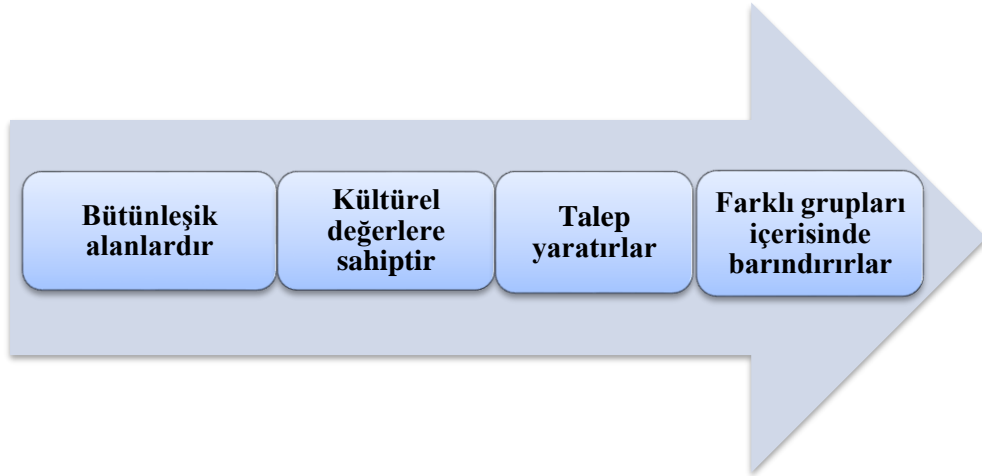 Bütünleşik
alanlardır
Kültürel
değerlere
sahiptir
Talep
yaratırlar
Farklı grupları
içerisinde
barındırırlar